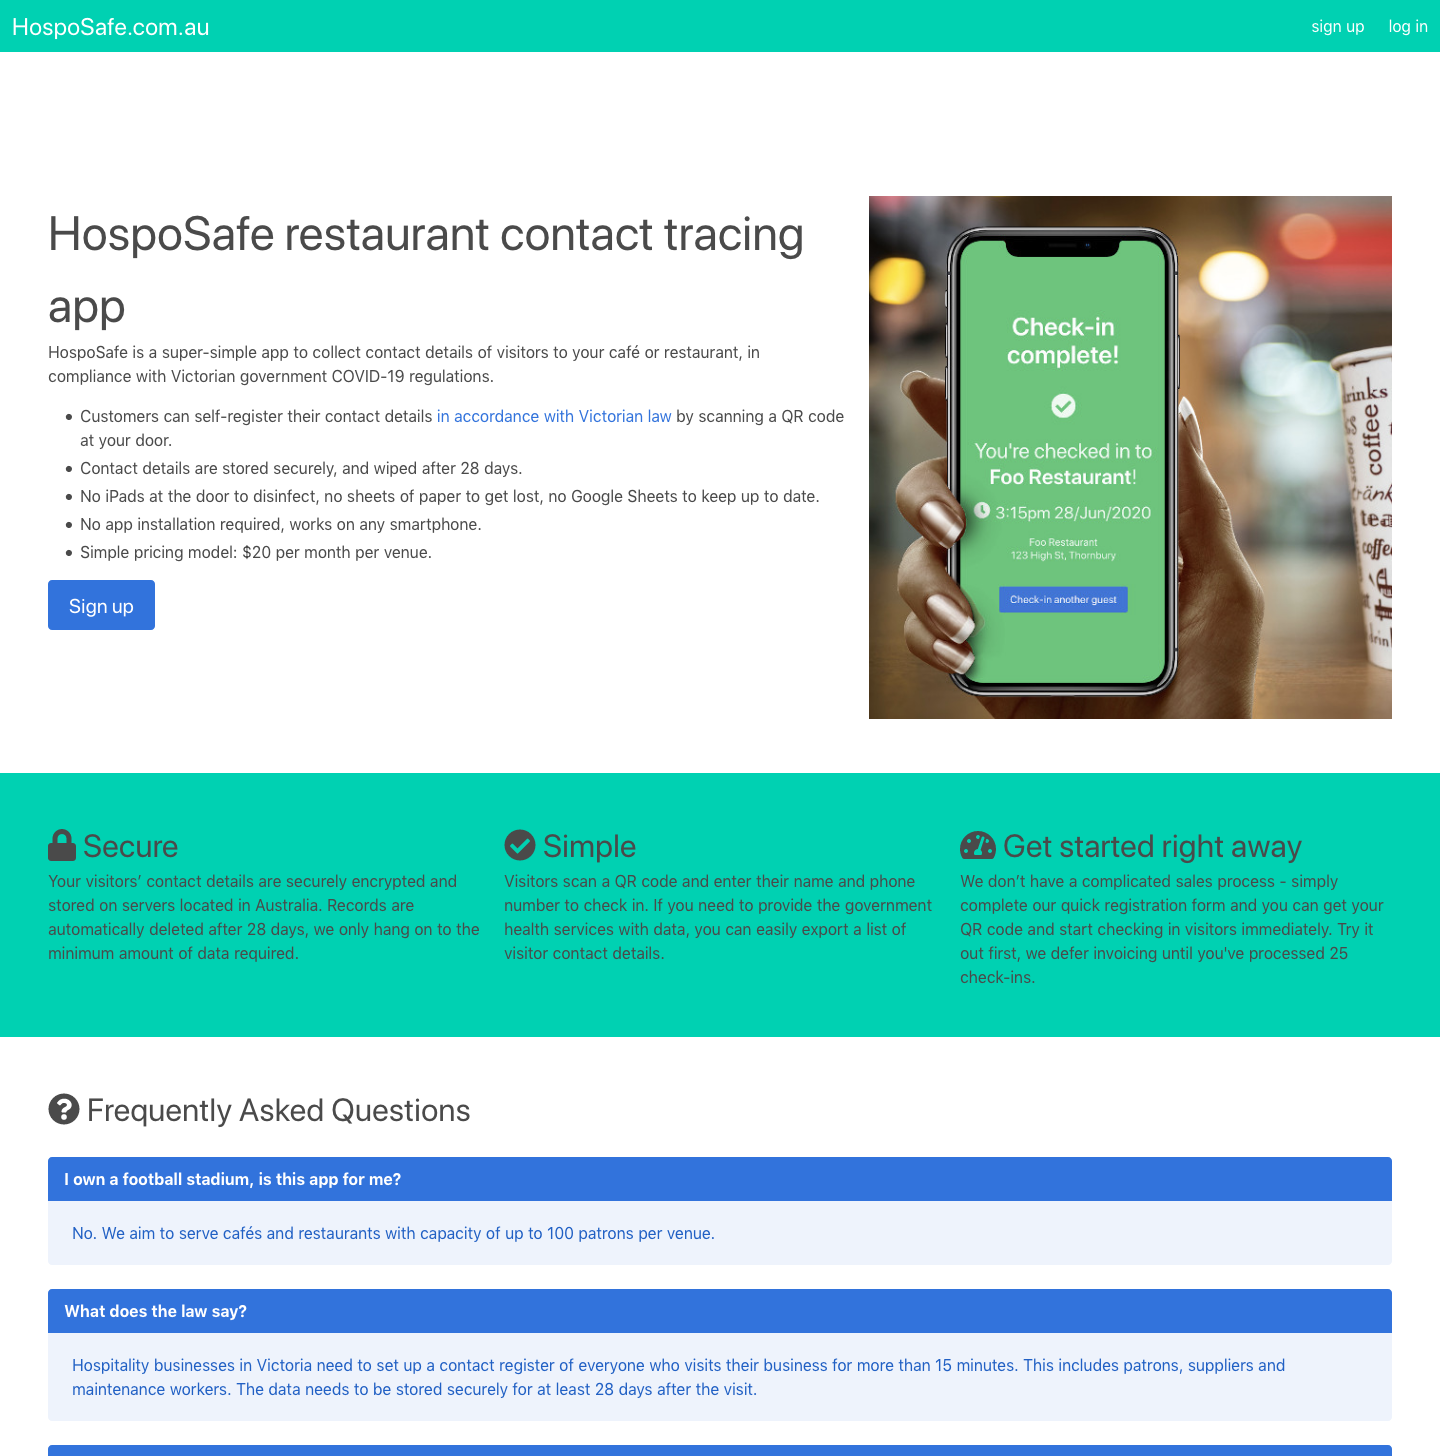 HospoSafe.com.au
sign up
log in
HospoSafe restaurant contact tracing
app
HospoSafe is a super-simple app to collect contact details of visitors to your café or restaurant, in
compliance with Victorian government COVID-19 regulations.
Customers can self-register their contact details in accordance with Victorian law by scanning a QR code
at your door.
Contact details are stored securely, and wiped after 28 days.
No iPads at the door to disinfect, no sheets of paper to get lost, no Google Sheets to keep up to date.
No app installation required, works on any smartphone.
Simple pricing model: $20 per month per venue.
Sign up
Check-in
complete!
You're checked in to
Foo Restaurant!
3:15pm 28/Jun/2020
Foo Restaurant
123 High St, Thornbury
Check-in another guest
coffee
Secure
Your visitors’ contact details are securely encrypted and
stored on servers located in Australia. Records are
automatically deleted after 28 days, we only hang on to the
minimum amount of data required.
Simple
Visitors scan a QR code and enter their name and phone
number to check in. If you need to provide the government
health services with data, you can easily export a list of
visitor contact details.
Get started right away
We don’t have a complicated sales process - simply
complete our quick registration form and you can get your
QR code and start checking in visitors immediately. Try it
out first, we defer invoicing until you've processed 25
check-ins.
Frequently Asked Questions
I own a football stadium, is this app for me?
No. We aim to serve cafés and restaurants with capacity of up to 100 patrons per venue.
What does the law say?
Hospitality businesses in Victoria need to set up a contact register of everyone who visits their business for more than 15 minutes. This includes patrons, suppliers and
maintenance workers. The data needs to be stored securely for at least 28 days after the visit.